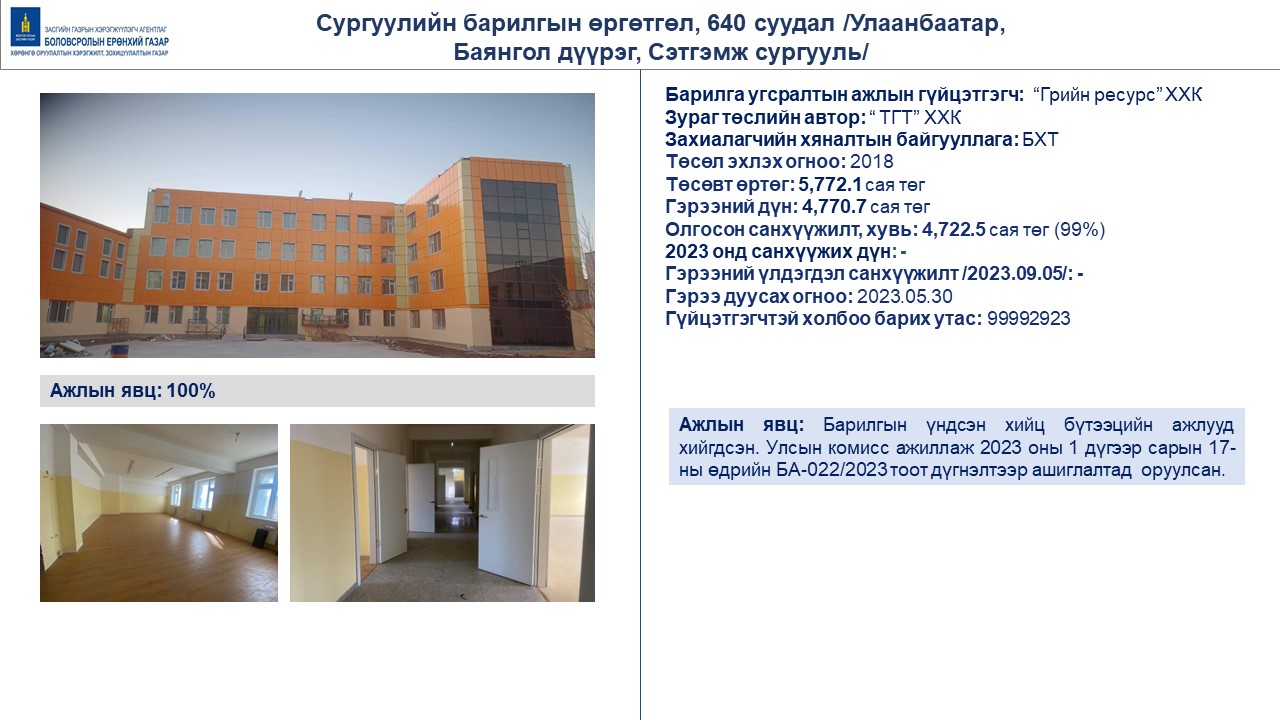 ЗАСГИЙН ГАЗРЫН ХЭРЭГЖҮҮЛЭГЧ АГЕНТЛАГ
БОЛОВСРОЛЫН ЕРӨНХИЙ ГАЗАР
ХӨРӨНГӨ ОРУУЛАЛТЫН ХЭРЭГЖИЛТ, ЗОХИЦУУЛАЛТЫН ГАЗАР
Сургуулийн барилгын өргөтгөл, 640 суудал /Улаанбаатар,
Баянгол дүүрэг, Сэтгэмж сургууль/
Ажлын явц: 100%
Барилга угсралтын ажлын гүйцэтгэгч: “Грийн ресурс” ХХК
Зураг төслийн автор: “ ТГТ” ХХК
Захиалагчийн хяналтын байгууллага: БХТ
Төсөл эхлэх огноо: 2018
Төсөвт өртөг: 5,772.1 сая төг
Гэрээний дүн: 4,770.7 сая төг
Олгосон санхүүжилт, хувь: 4,722.5 сая төг (99%)
2023 онд санхүүжих дүн: -
Гэрээний үлдэгдэл санхүүжилт /2023.09.05/: -
Гэрээ дуусах огноо: 2023.05.30
Гүйцэтгэгчтэй холбоо барих утас: 99992923
Ажлын явц: Барилгын үндсэн хийц бүтээцийн ажлууд
хийгдсэн. Улсын комисс ажиллаж 2023 оны 1 дүгээр сарын 17-
ны өдрийн БА-022/2023 тоот дүгнэлтээр ашиглалтад оруулсан.